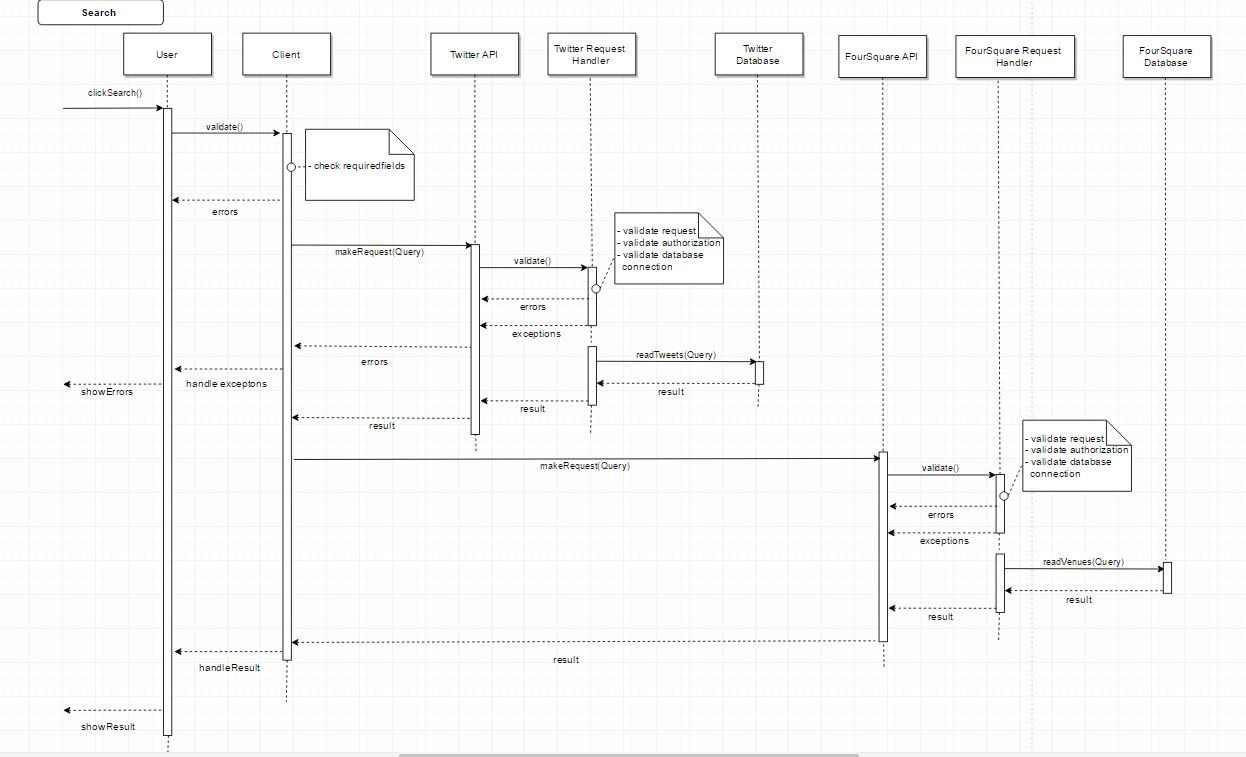 Search
User
Client
Twitter API
Twitter Request
Handler
Twitter
Database
FourSquare API
FourSquare Request
Handler
FourSquare
Database
clickSearch()
validate()
- check requiredfields
errors
makeRequest(Query)
validate()
- validate request
- validate authorization
- validate database
connection
errors
exceptions
errors
readTweets(Query)
handle exceptons
showErrors
result
result
result
makeRequest(Query)
validate()
- validate request
- validate authorization
- validate database
connection
errors
exceptions
readVenues(Query)
result
result
result
handleResult
showResult